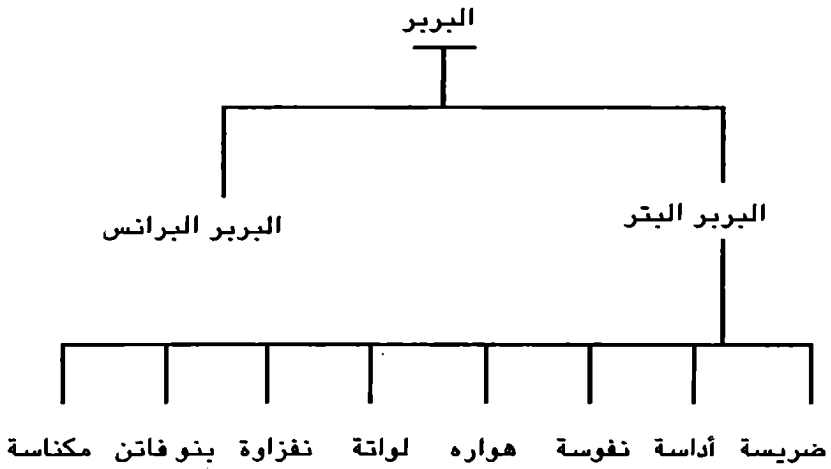 البربر
البربر البتر
البربر البرانس
ضريسة أداسة نفوسة هواره لواتة نفزاوة بنو فاتن مكناسة